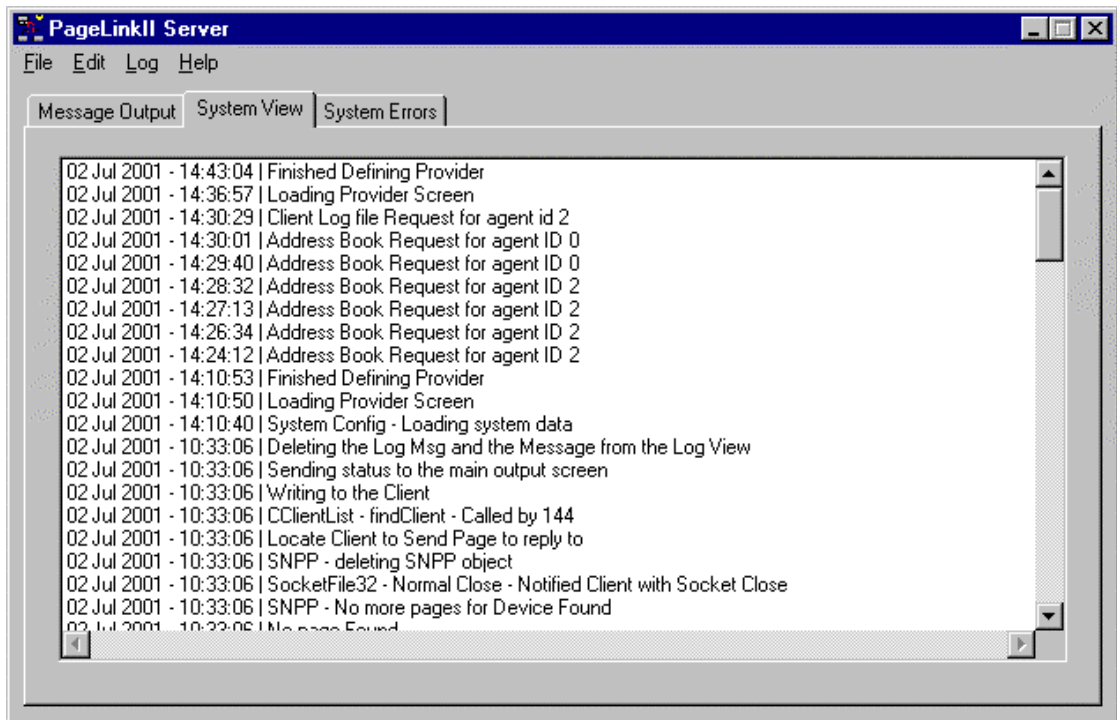 PageLinkII Server
File Edit Log Help
Message Output System View System Errors
02 Jul 2001 - 14:43:04 | Finished Defining Provider
02 Jul 2001 - 14:36:57 | Loading Provider Screen
02 Jul 2001 - 14:30:29 | Client Log file Request for agent id 2
02 Jul 2001 - 14:30:01 | Address Book Request for agent ID 0
02 Jul 2001 - 14:29:40 | Address Book Request for agent ID 0
02 Jul 2001 - 14:28:32 | Address Book Request for agent ID 2
02 Jul 2001 - 14:27:13 | Address Book Request for agent ID 2
02 Jul 2001 - 14:26:34 | Address Book Request for agent ID 2
02 Jul 2001 - 14:24:12 | Address Book Request for agent ID 2
02 Jul 2001 - 14:10:53 | Finished Defining Provider
02 Jul 2001 - 14:10:50 | Loading Provider Screen
02 Jul 2001 - 14:10:40 | System Config - Loading system data
02 Jul 2001 - 10:33:06 | Deleting the Log Msg and the Message from the Log View
02 Jul 2001 - 10:33:06 | Sending status to the main output screen
02 Jul 2001 - 10:33:06 | Writing to the Client
02 Jul 2001 - 10:33:06 | CClientList - findClient - Called by 144
02 Jul 2001 - 10:33:06 | Locate Client to Send Page to reply to
02 Jul 2001 - 10:33:06 | SNPP - deleting SNPP object
02 Jul 2001 - 10:33:06 | SocketFile32 - Normal Close - Notified Client with Socket Close
02 Jul 2001 - 10:33:06 | SNPP - No more pages for Device Found
02 Jul 2001 - 10:33:06 | No page Found